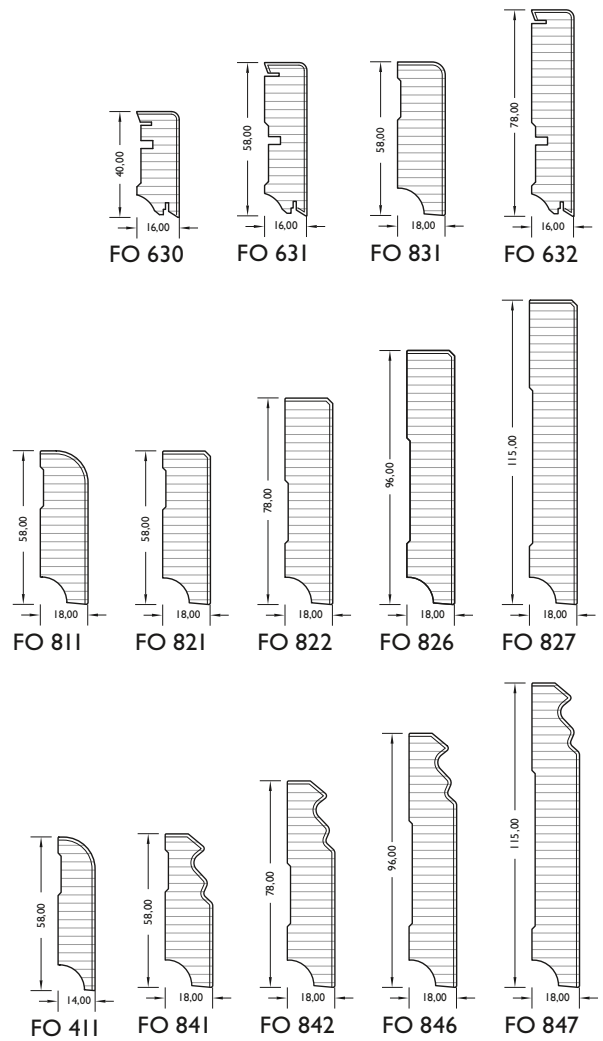 40,00
16,00
FO 630
58,00
16,00
FO 631
58,00
18,00
FO 831
78,00
16,00
FO 632
58,00
18,00
FO 811
58,00
18,00
FO 821
78,00
18,00
FO 822
96,00
18,00
FO 826
115,00
18,00
FO 827
58,00
14,00
FO 411
58,00
18,00
FO 841
78,00
18,00
FO 842
96,00
18,00
FO 846
115,00
18,00
FO 847